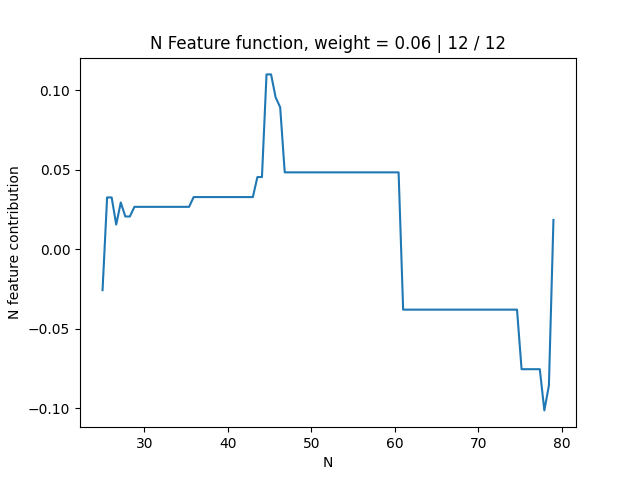 N Feature function, weight = 0.06 | 12 / 12
N feature contribution
0.10
0.05
0.00
−0.05
−0.10
30 40 50 60 70 80
N